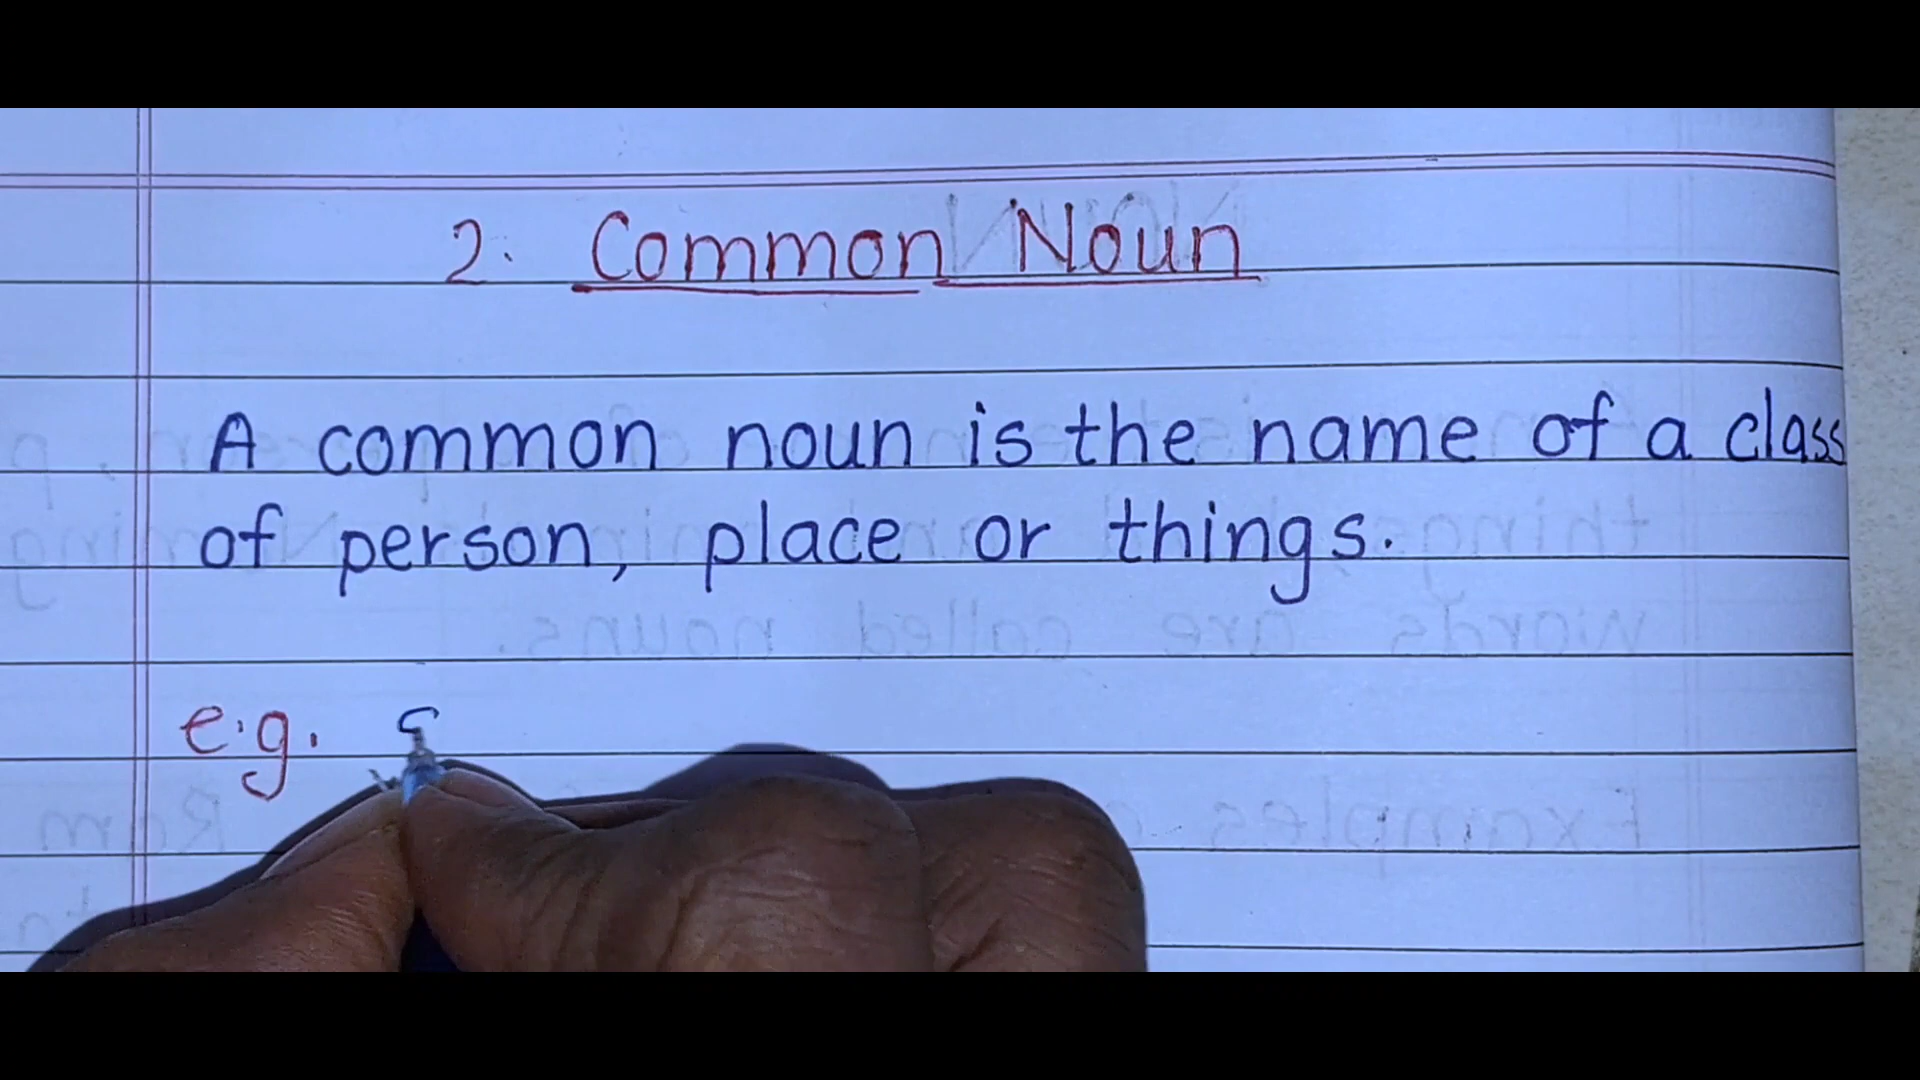 2. Common Noun
A common noun is the name of a class
of person, place or things.
e.g.